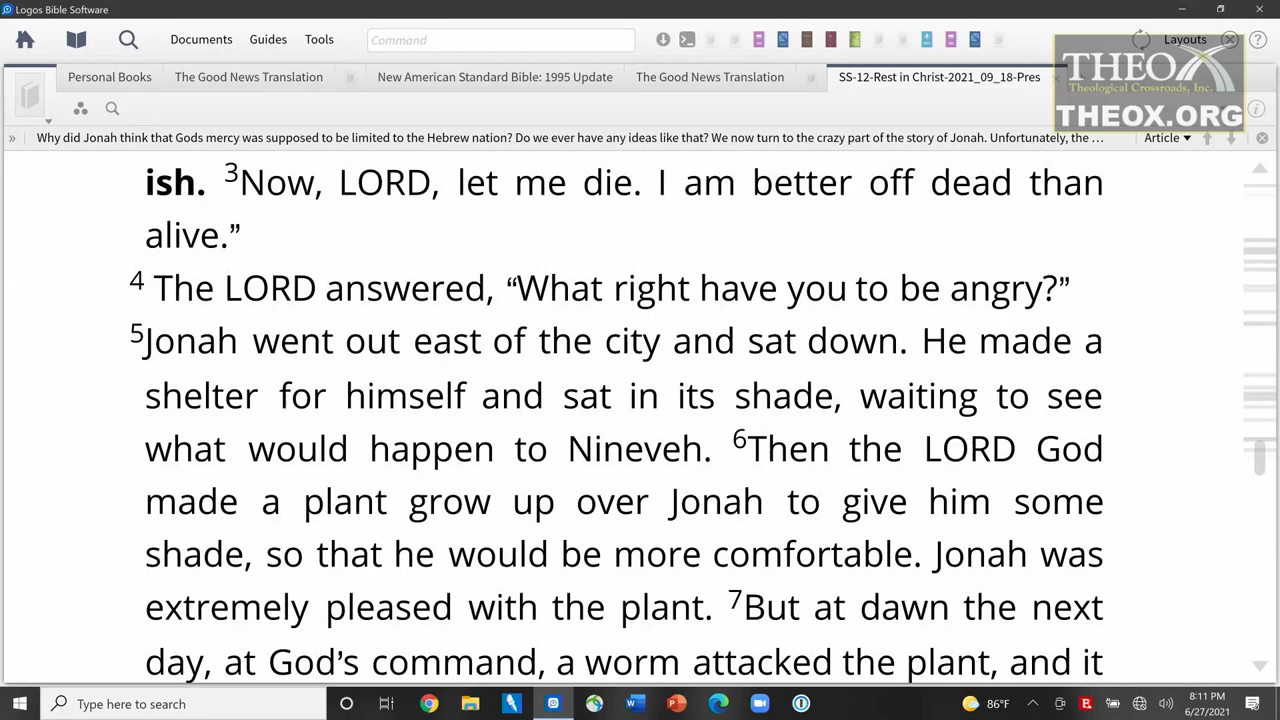 Logos Bible Software
Documents Guides Tools Command Layouts
Personal Books The Good News Translation New American Standard Bible: 1995 Update The Good News Translation SS-12-Rest in Christ-2021_09_18-Pres
THEOX
Theological Crossroads, Inc.
THEOX.ORG
» Why did Jonah think that Gods mercy was supposed to be limited to the Hebrew nation? Do we ever have any ideas like that? We now turn to the crazy part of the story of Jonah. Unfortunately, the … Article
ish. 3Now, LORD, let me die. I am better off dead than
alive.”
4 The LORD answered, “What right have you to be angry?”
5Jonah went out east of the city and sat down. He made a
shelter for himself and sat in its shade, waiting to see
what would happen to Nineveh. 6Then the LORD God
made a plant grow up over Jonah to give him some
shade, so that he would be more comfortable. Jonah was
extremely pleased with the plant. 7But at dawn the next
day, at God’s command, a worm attacked the plant, and it
Type here to search
86°F
8:11 PM
6/27/2021